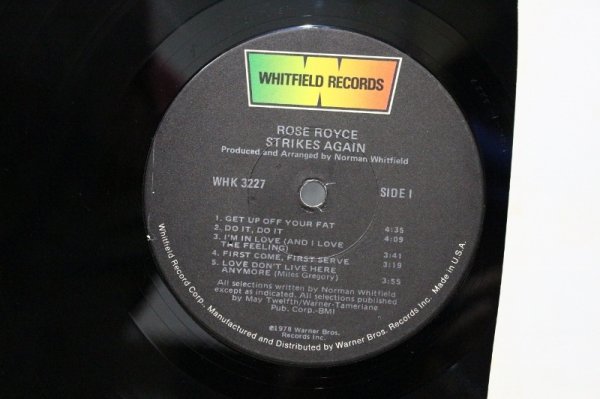 WHITFIELD RECORDS
ROSE ROYCE
STRIKES AGAIN
Produced and Arranged by Norman Whitfield
WHK 3227
SIDE 1
1. GET UP OFF YOUR FAT 4:35
2. DO IT, DO IT 4:09
3. I'M IN LOVE (AND I LOVE
THE FEELING) 3:41
4. FIRST COME, FIRST SERVE 3:19
5. LOVE DON'T LIVE HERE
ANYMORE (Miles Gregory) 3:55
All selections written by Norman Whitfield
except as indicated. All selections published
by May Twelfth/Warner-Tamerlane
Pub. Corp.-BMI
℗1978 Warner Bros.
Records Inc.
Whitfield Record Corp., Manufactured and Distributed by Warner Bros. Records Inc. Made in U.S.A.